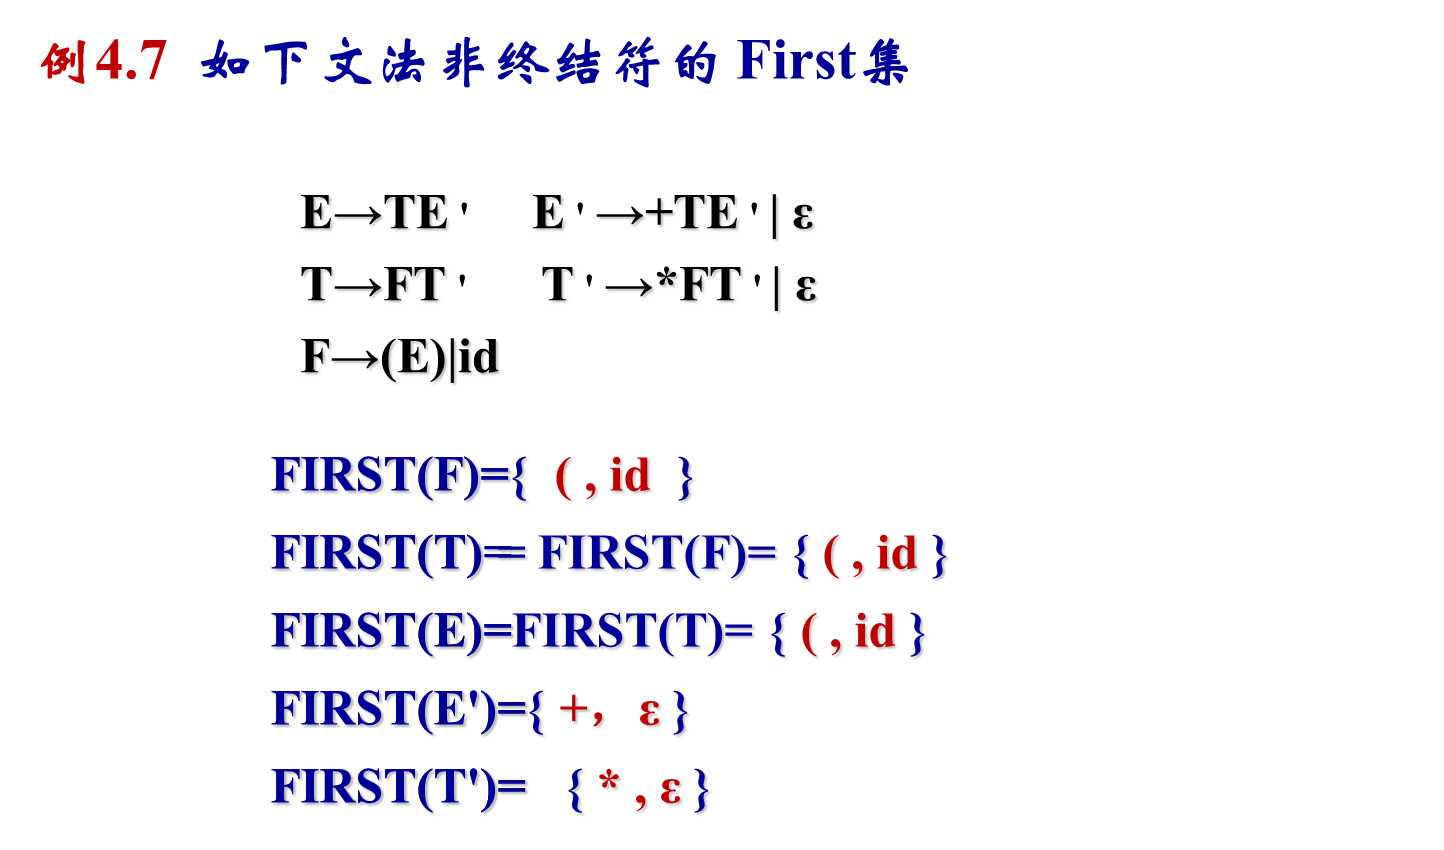 例4.7 如下文法非终结符的 First集
E→TE' E'→+TE'| ε
T→FT' T'→*FT'| ε
F→(E)|id
FIRST(F)={ ( , id }
FIRST(T)== FIRST(F)= { ( , id }
FIRST(E)=FIRST(T)= { ( , id }
FIRST(E')={ +， ε }
FIRST(T')= { * , ε }